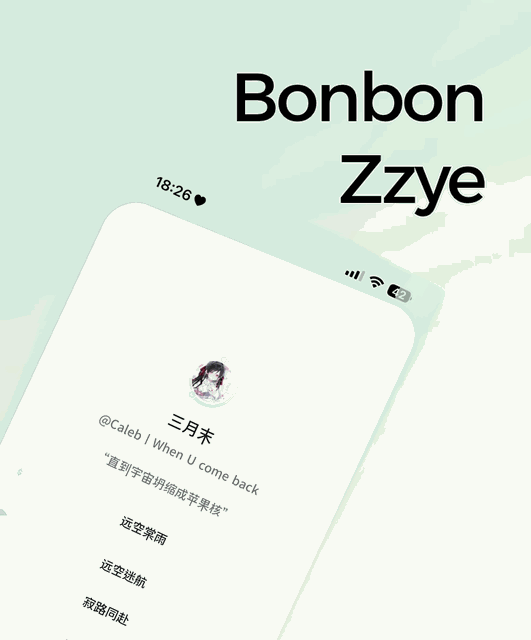 Bonbon
Zzye
18:26
42
三月末
@Caleb | When U come back
“直到宇宙坍缩成苹果核”
远空棠雨
远空迷航
寂路同赴